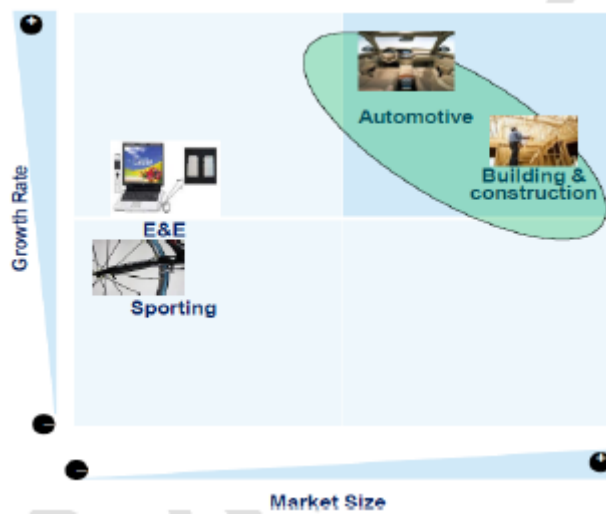 Growth Rate
Automotive
Building &
construction
E&E
Sporting
Market Size